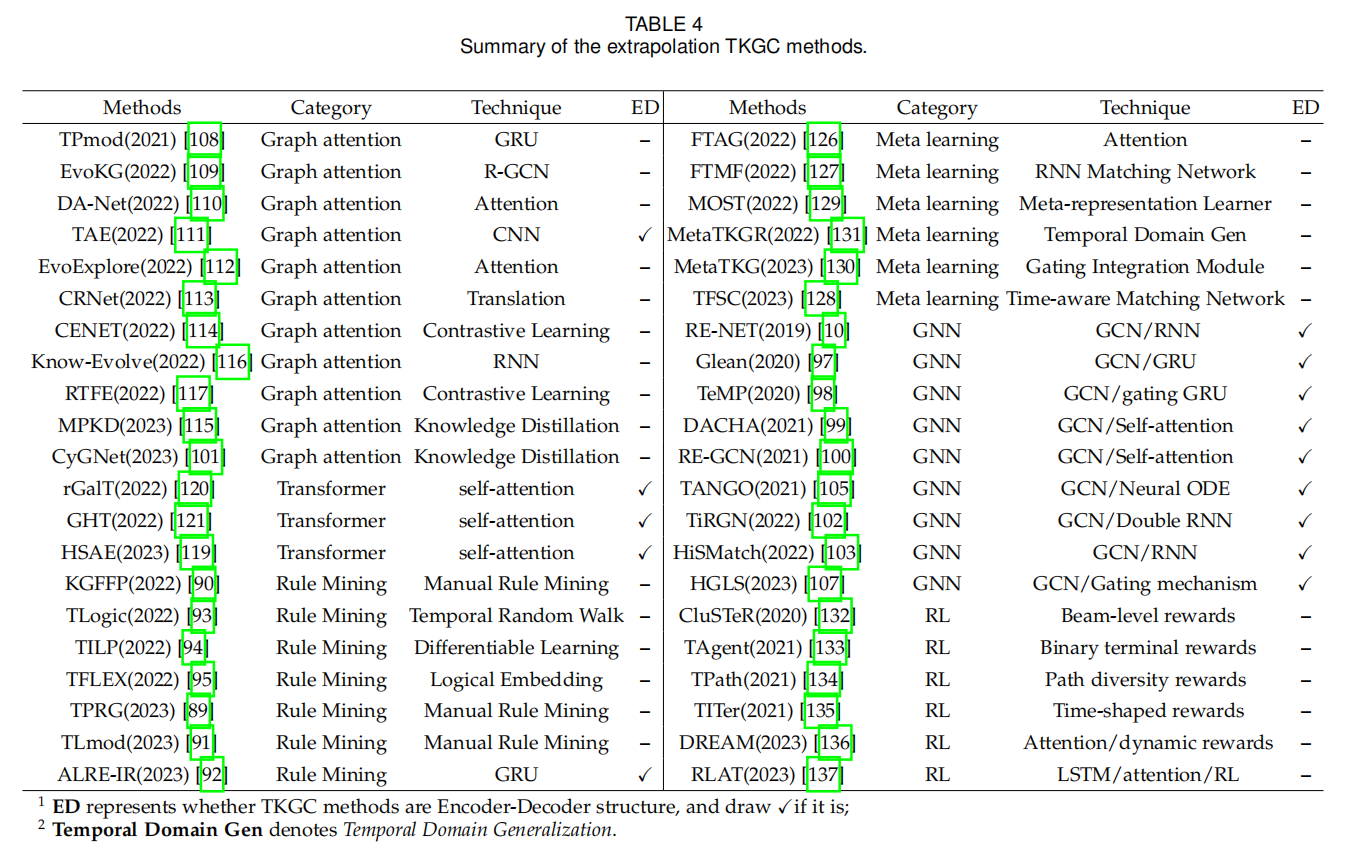 TABLE 4
Summary of the extrapolation TKGC methods.
Methods Category Technique ED Methods Category Technique ED
TPmod(2021) [108] Graph attention GRU – FTAG(2022) [126] Meta learning Attention –
EvoKG(2022) [109] Graph attention R-GCN – FTMF(2022) [127] Meta learning RNN Matching Network –
DA-Net(2022) [110] Graph attention Attention – MOST(2022) [129] Meta learning Meta-representation Learner –
TAE(2022) [111] Graph attention CNN ✓ MetaTKGR(2022) [131] Meta learning Temporal Domain Gen –
EvoExplore(2022) [112] Graph attention Attention – MetaTKG(2023) [130] Meta learning Gating Integration Module –
CRNet(2022) [113] Graph attention Translation – TFSC(2023) [128] Meta learning Time-aware Matching Network –
CENET(2022) [114] Graph attention Contrastive Learning – RE-NET(2019) [10] GNN GCN/RNN ✓
Know-Evolve(2022) [116] Graph attention RNN – Glean(2020) [97] GNN GCN/GRU ✓
RTFE(2022) [117] Graph attention Contrastive Learning – TeMP(2020) [98] GNN GCN/gating GRU ✓
MPKD(2023) [115] Graph attention Knowledge Distillation – DACHA(2021) [99] GNN GCN/Self-attention ✓
CyGNet(2023) [101] Graph attention Knowledge Distillation – RE-GCN(2021) [100] GNN GCN/Self-attention ✓
rGalT(2022) [120] Transformer self-attention ✓ TANGO(2021) [105] GNN GCN/Neural ODE ✓
GHT(2022) [121] Transformer self-attention ✓ TiRGN(2022) [102] GNN GCN/Double RNN ✓
HSAE(2023) [119] Transformer self-attention ✓ HiSMatch(2022) [103] GNN GCN/RNN ✓
KGFFP(2022) [90] Rule Mining Manual Rule Mining – HGLS(2023) [107] GNN GCN/Gating mechanism ✓
TLogic(2022) [93] Rule Mining Temporal Random Walk – CluSTeR(2020) [132] RL Beam-level rewards –
TILP(2022) [94] Rule Mining Differentiable Learning – TAgent(2021) [133] RL Binary terminal rewards –
TFLEX(2022) [95] Rule Mining Logical Embedding – TPath(2021) [134] RL Path diversity rewards –
TPRG(2023) [89] Rule Mining Manual Rule Mining – TITer(2021) [135] RL Time-shaped rewards –
TLmod(2023) [91] Rule Mining Manual Rule Mining – DREAM(2023) [136] RL Attention/dynamic rewards –
ALRE-IR(2023) [92] Rule Mining GRU ✓ RLAT(2023) [137] RL LSTM/attention/RL –
1 ED represents whether TKGC methods are Encoder-Decoder structure, and draw ✓if it is;
2 Temporal Domain Gen denotes Temporal Domain Generalization.